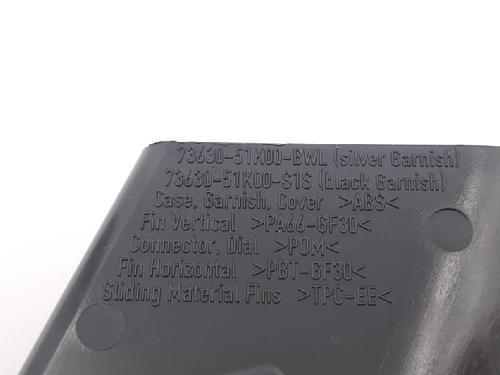 73630-51K00-BWL (silver Garnish)
73630-51K00-S1S (black Garnish)
Case, Garnish, Cover >ABS<
Fin Vertical >PA66-GF30<
Connector, Dial >POM<
Fin Horizontal >PBT-GF30<
Sliding Material Fins >TPC-EE<